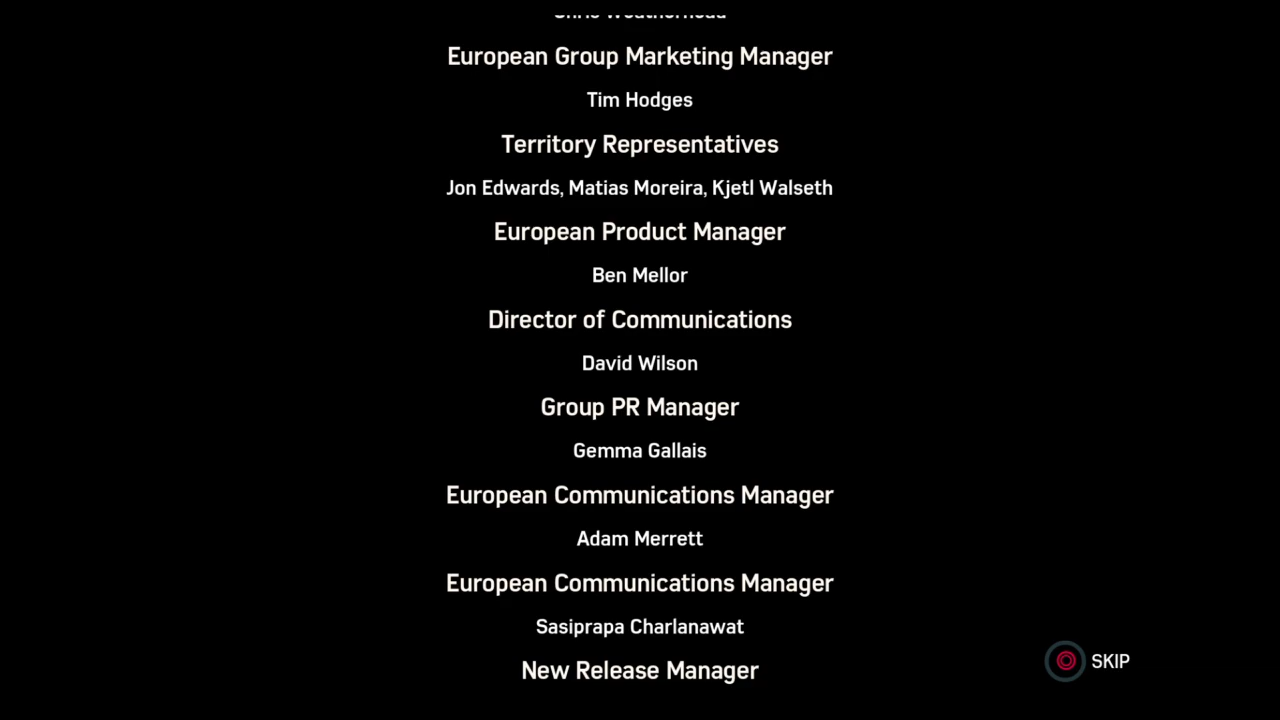 European Group Marketing Manager
Tim Hodges
Territory Representatives
Jon Edwards, Matias Moreira, Kjetl Walseth
European Product Manager
Ben Mellor
Director of Communications
David Wilson
Group PR Manager
Gemma Gallais
European Communications Manager
Adam Merrett
European Communications Manager
Sasiprapa Charlanawat
New Release Manager
SKIP